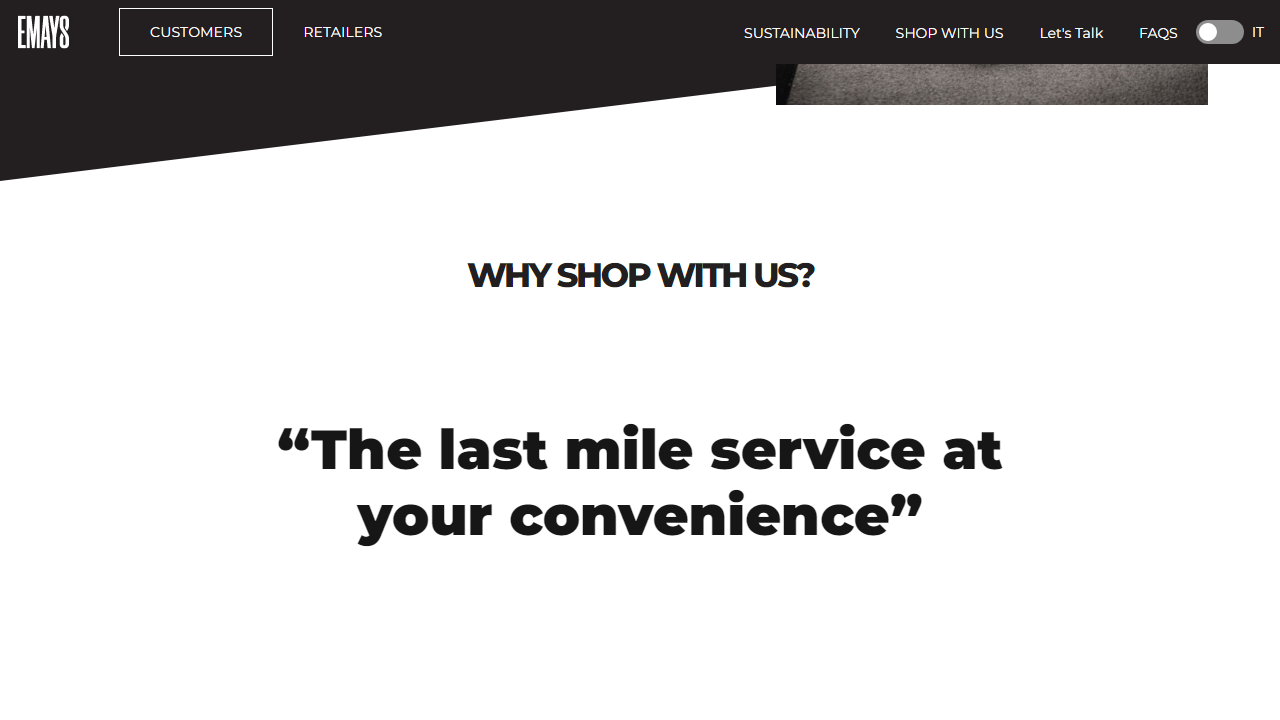 EMAYS
CUSTOMERS
RETAILERS
SUSTAINABILITY
SHOP WITH US
Let's Talk
FAQS
IT
WHY SHOP WITH US?
“The last mile service at
your convenience”